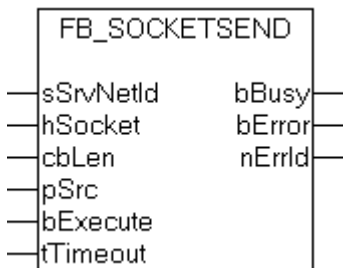 FB_SOCKETSEND
sSrvNetId bBusy
hSocket bError
cbLen nErrId
pSrc
bExecute
tTimeout